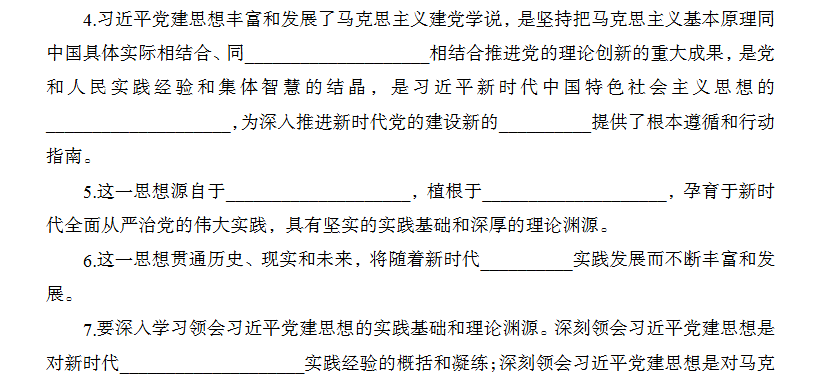 4.习近平党建思想丰富和发展了马克思主义建党学说，是坚持把马克思主义基本原理同
中国具体实际相结合、同____________________相结合推进党的理论创新的重大成果，是党
和人民实践经验和集体智慧的结晶，是习近平新时代中国特色社会主义思想的
____________________,为深入推进新时代党的建设新的__________提供了根本遵循和行动
指南。
5.这一思想源自于____________________，植根于____________________，孕育于新时
代全面从严治党的伟大实践，具有坚实的实践基础和深厚的理论渊源。
6.这一思想贯通历史、现实和未来，将随着新时代__________实践发展而不断丰富和发
展。
7.要深入学习领会习近平党建思想的实践基础和理论渊源。深刻领会习近平党建思想是
对新时代____________________实践经验的概括和凝练;深刻领会习近平党建思想是对马克